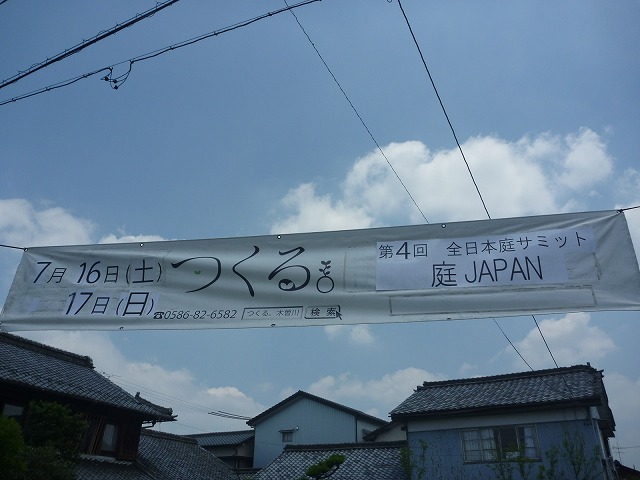 7月 16日(土)
17日(日)
つくる。
☎0586-82-6582 つくる。木曽川 検索
第4回 全日本庭サミット
庭 JAPAN